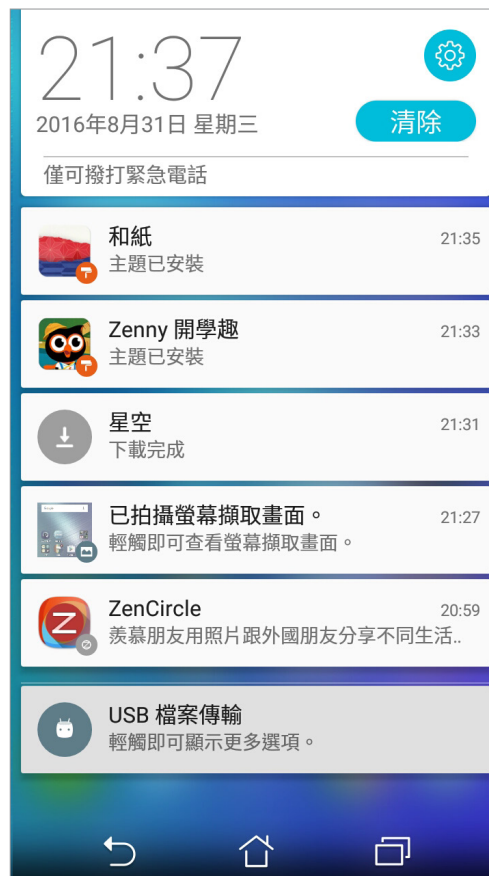 21:37
2016年8月31日 星期三
清除
僅可撥打緊急電話
和紙
21:35
主題已安裝
Zenny 開學趣
21:33
主題已安裝
星空
21:31
下載完成
已拍攝螢幕擷取畫面。
21:27
輕觸即可查看螢幕擷取畫面。
ZenCircle
20:59
羨慕朋友用照片跟外國朋友分享不同生活..
USB 檔案傳輸
輕觸即可顯示更多選項。